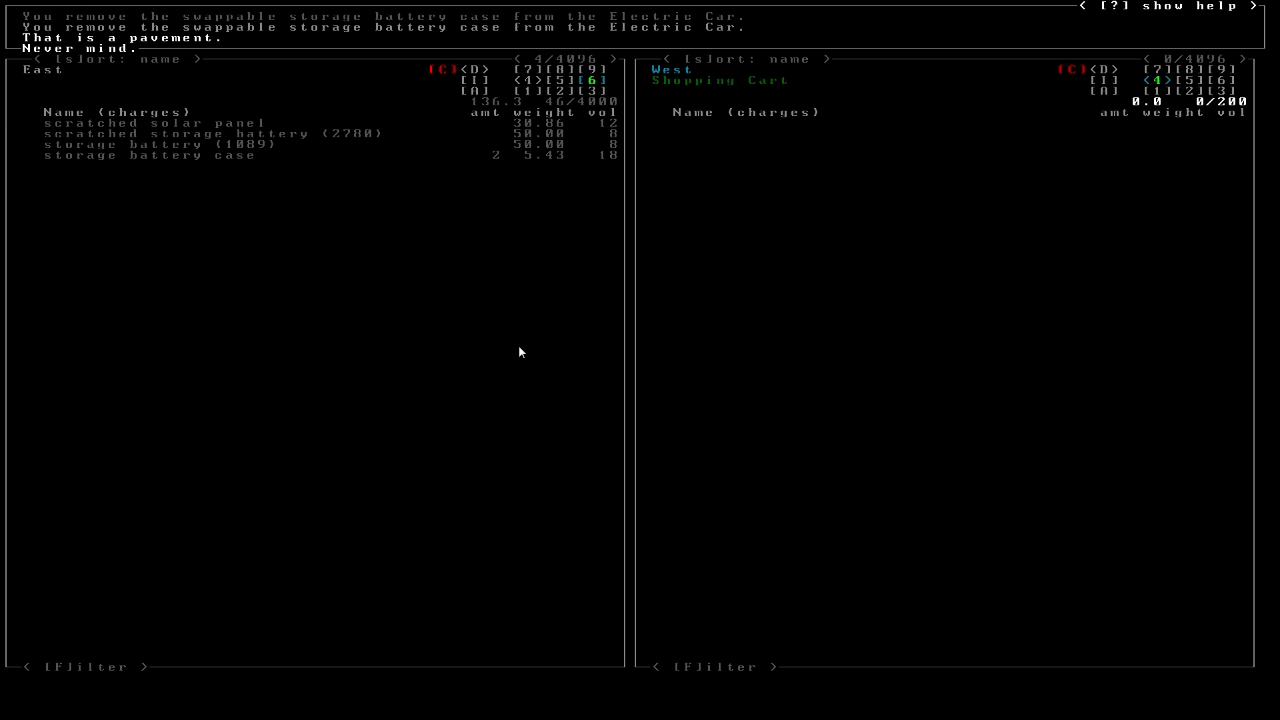 You remove the swappable storage battery case from the Electric Car.
< [?] show help >
You remove the swappable storage battery case from the Electric Car.
That is a pavement.
Never mind.
< [s]ort: name > < 4/4096 >
East [C]<D> [7][8][9]
[I] <4>[5][6]
[A] [1][2][3]
136.3 46/4000
Name (charges) amt weight vol
scratched solar panel 30.86 12
scratched storage battery (2780) 50.00 8
storage battery (1089) 50.00 8
storage battery case 2 5.43 18
< [F]ilter >
< [s]ort: name > < 0/4096 >
West [C]<D> [7][8][9]
Shopping Cart [I] <4>[5][6]
[A] [1][2][3]
0.0 0/200
Name (charges) amt weight vol
< [F]ilter >